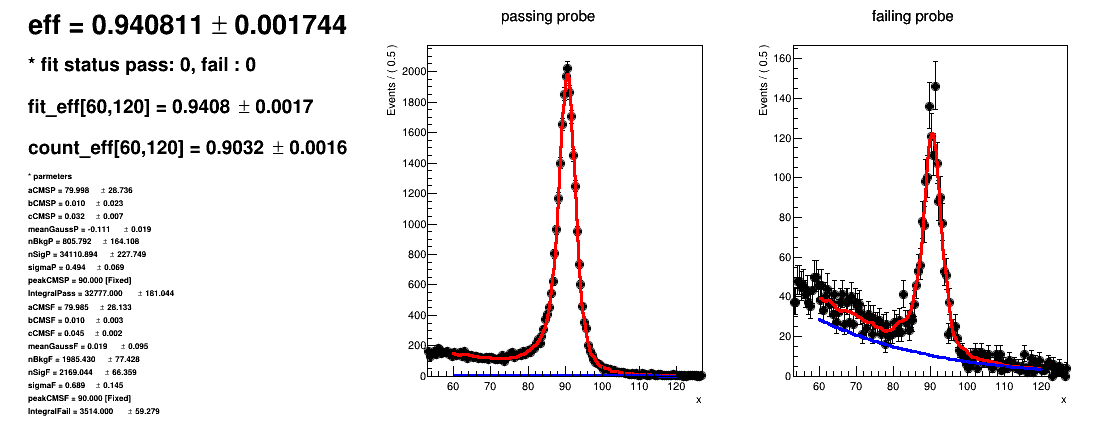 eff = 0.940811 ± 0.001744
* fit status pass: 0, fail : 0
fit_eff[60,120] = 0.9408 ± 0.0017
count_eff[60,120] = 0.9032 ± 0.0016
* parmeters
aCMSP = 79.998 ± 28.736
bCMSP = 0.010 ± 0.023
cCMSP = 0.032 ± 0.007
meanGaussP = -0.111 ± 0.019
nBkgP = 805.792 ± 164.108
nSigP = 34110.894 ± 227.749
sigmaP = 0.494 ± 0.069
peakCMSP = 90.000 [Fixed]
IntegralPass = 32777.000 ± 181.044
aCMSF = 79.985 ± 28.133
bCMSF = 0.010 ± 0.003
cCMSF = 0.045 ± 0.002
meanGaussF = 0.019 ± 0.095
nBkgF = 1985.430 ± 77.428
nSigF = 2169.044 ± 66.359
sigmaF = 0.689 ± 0.145
peakCMSF = 90.000 [Fixed]
IntegralFail = 3514.000 ± 59.279
passing probe
Events / ( 0.5 )
2000
1800
1600
1400
1200
1000
800
600
400
200
0
60 70 80 90 100 110 120
x
failing probe
Events / ( 0.5 )
160
140
120
100
80
60
40
20
0
60 70 80 90 100 110 120
x